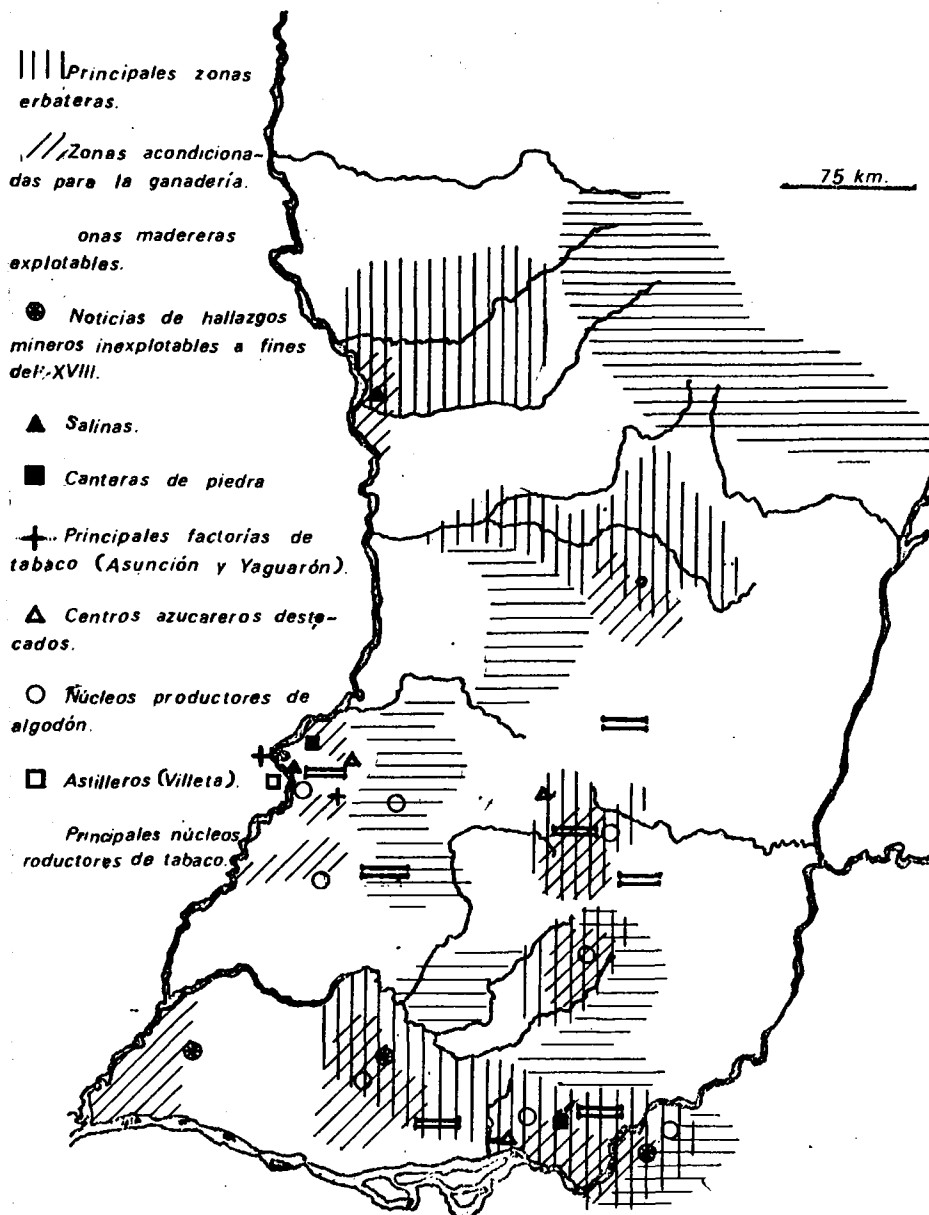 Principales zonas
erbateras.
Zonas acondiciona-
das para la ganadería.
onas madereras
explotables.
Noticias de hallazgos
mineros inexplotables a fines
del XVIII.
Salinas.
Canteras de piedra
Principales factorías de
tabaco (Asunción y Yaguarón).
Centros azucareros desta-
cados.
Núcleos productores de
algodón.
Astilleros (Villeta).
Principales núcleos
roductores de tabaco.
75 km.